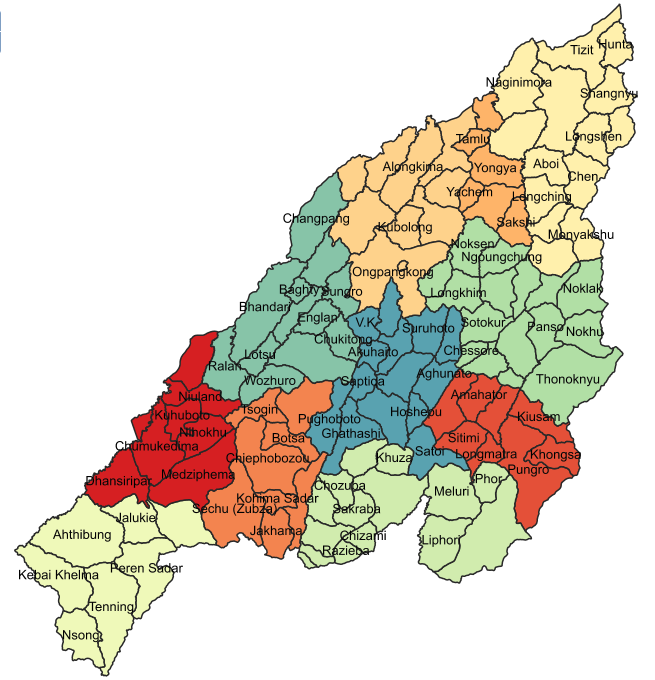 Hunta
Tizit
Naginimora
Shangnyu
Longshen
Tamlu
Alongkima
Yongya
Aboi
Chen
Yachem
Longching
Changpang
Kubolong
Sakshi
Monyakshu
Noksen
Ngoungchung
Ongpangkong
Baghty
Sungro
Longkhim
Noklak
Bhandari
Englan
V.K.
Suruhoto
Sotokur
Panso
Nokhu
Chukitong
Akuhaito
Chessore
Lotsu
Ralan
Wozhuro
Saptiqa
Aghunato
Thonoknyu
Niuland
Amahator
Tsogin
Kuhuboto
Pughoboto
Hoshepu
Kiusam
Nihokhu
Botsa
Ghathashi
Sitimi
Chumukedima
Satoi
Longmatra
Khongsa
Chiephobozou
Khuza
Pungro
Medziphema
Dhansiripar
Chozuba
Meluri
Phor
Kohima Sadar
Sechu (Zubza)
Sakraba
Jalukie
Jakhama
Chizami
Ahthibung
Liphori
Razieba
Peren Sadar
Kebai Khelma
Tenning
Nsong